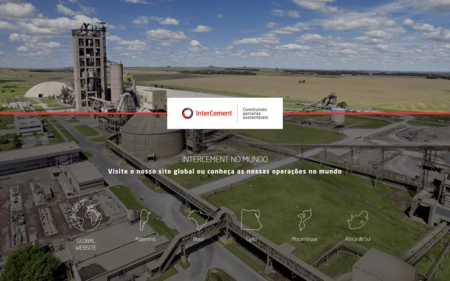 InterCement
Construindo
parcerias
sustentáveis
INTERCEMENT NO MUNDO
Visite o nosso site global ou conheça as nossas operações no mundo
GLOBAL
WEBSITE
Argentina
Brasil
Egito
Moçambique
África do Sul